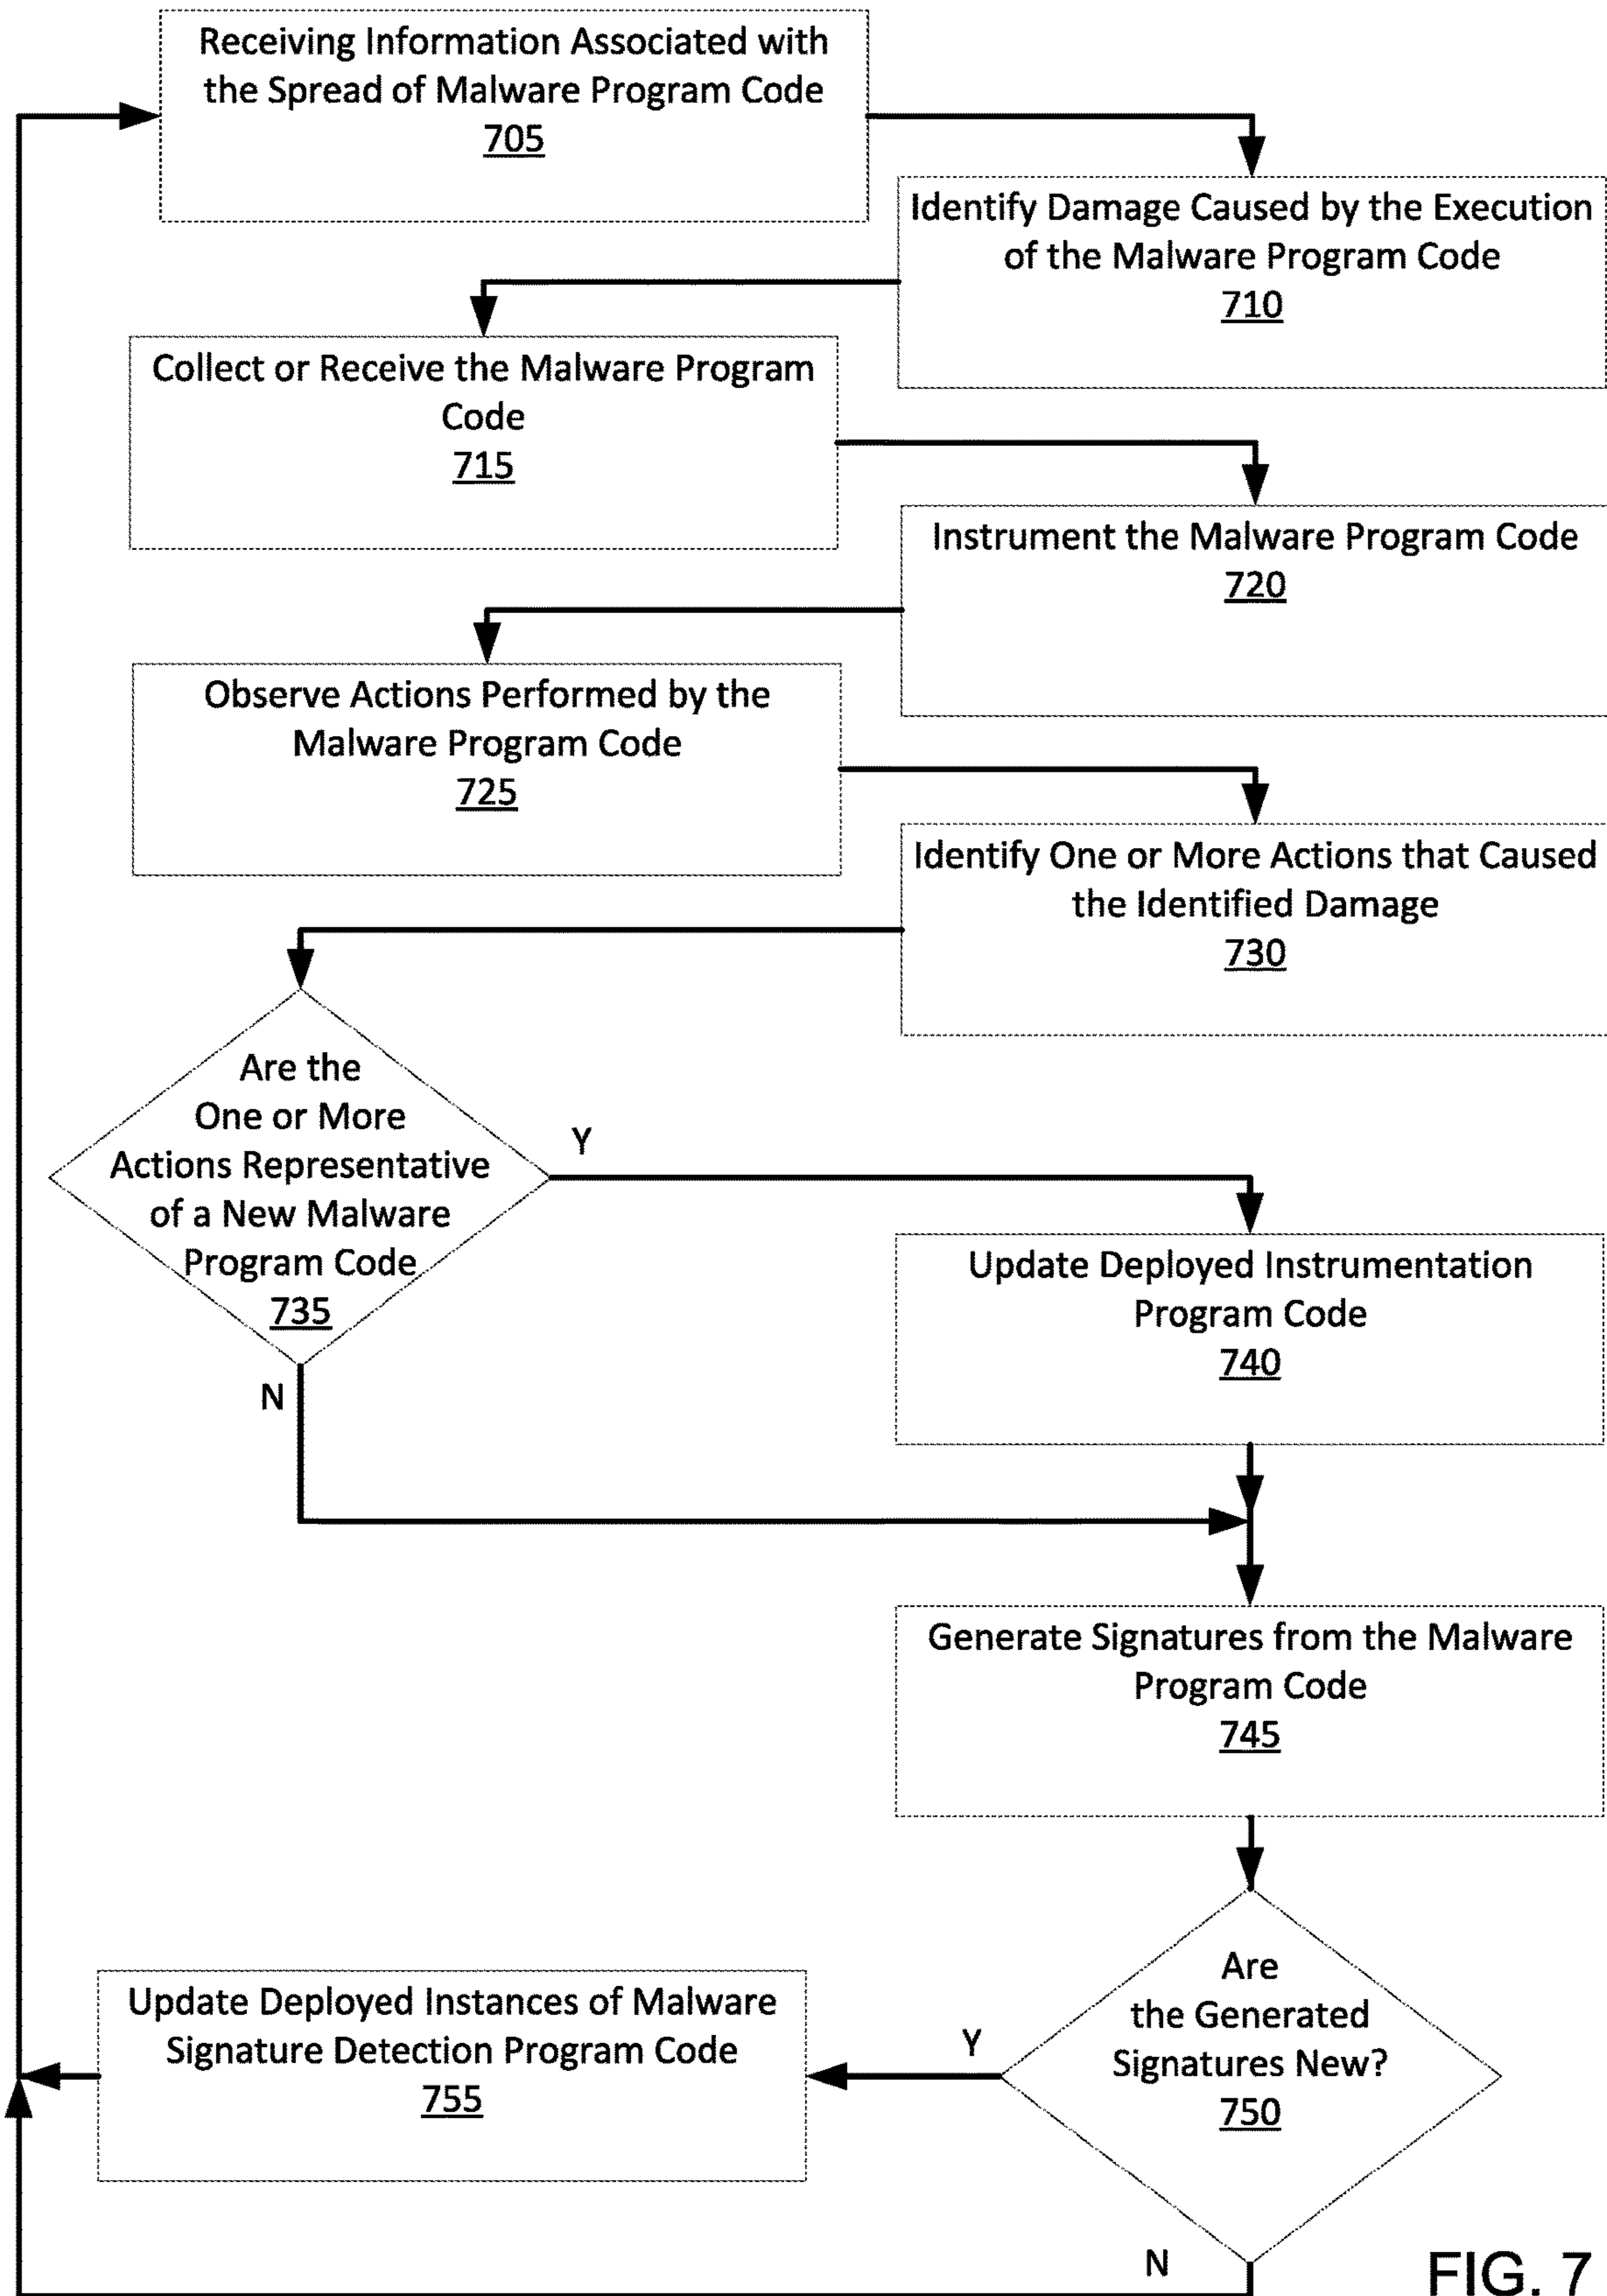 Receiving Information Associated with
the Spread of Malware Program Code
705
Identify Damage Caused by the Execution
of the Malware Program Code
710
Collect or Receive the Malware Program
Code
715
Instrument the Malware Program Code
720
Observe Actions Performed by the
Malware Program Code
725
Identify One or More Actions that Caused
the Identified Damage
730
Are the
One or More
Actions Representative
of a New Malware
Program Code
735
Y
N
Update Deployed Instrumentation
Program Code
740
Generate Signatures from the Malware
Program Code
745
Are
the Generated
Signatures New?
750
Y
N
Update Deployed Instances of Malware
Signature Detection Program Code
755
FIG. 7